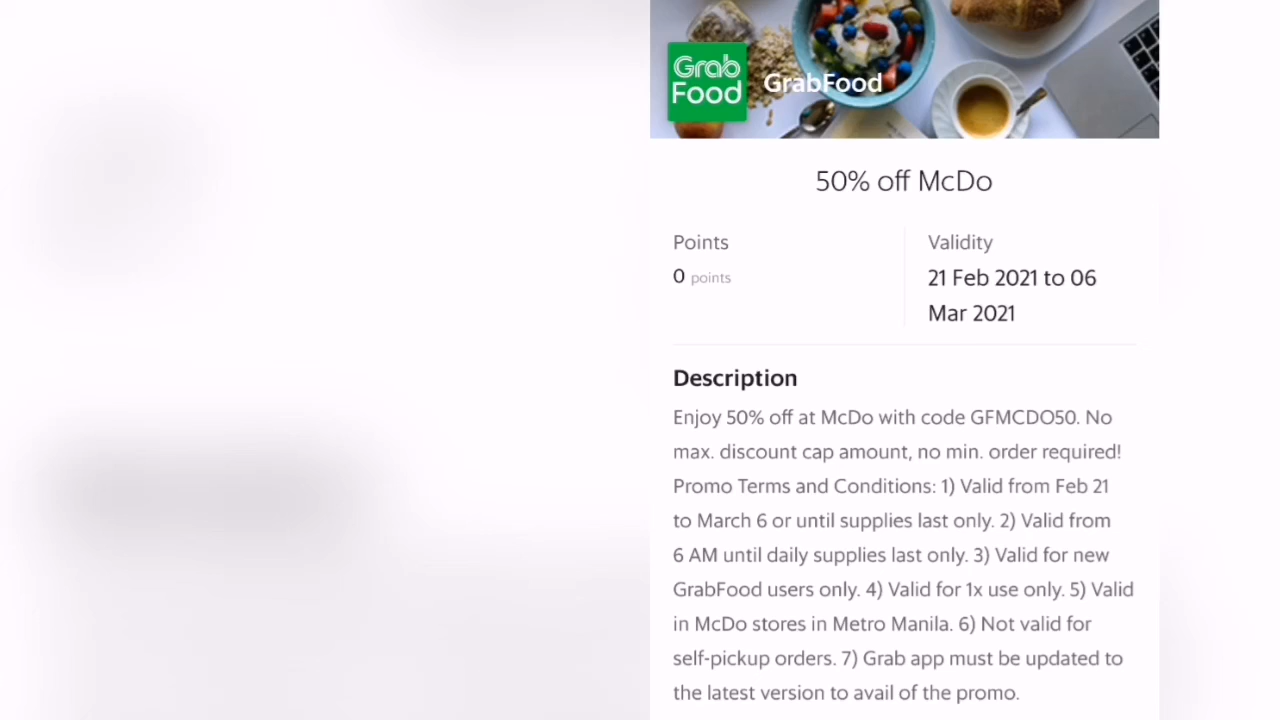 Grab
Food
GrabFood
50% off McDo
Points
Validity
0 points
21 Feb 2021 to 06
Mar 2021
Description
Enjoy 50% off at McDo with code GFMCDO50. No
max. discount cap amount, no min. order required!
Promo Terms and Conditions: 1) Valid from Feb 21
to March 6 or until supplies last only. 2) Valid from
6 AM until daily supplies last only. 3) Valid for new
GrabFood users only. 4) Valid for 1x use only. 5) Valid
in McDo stores in Metro Manila. 6) Not valid for
self-pickup orders. 7) Grab app must be updated to
the latest version to avail of the promo.